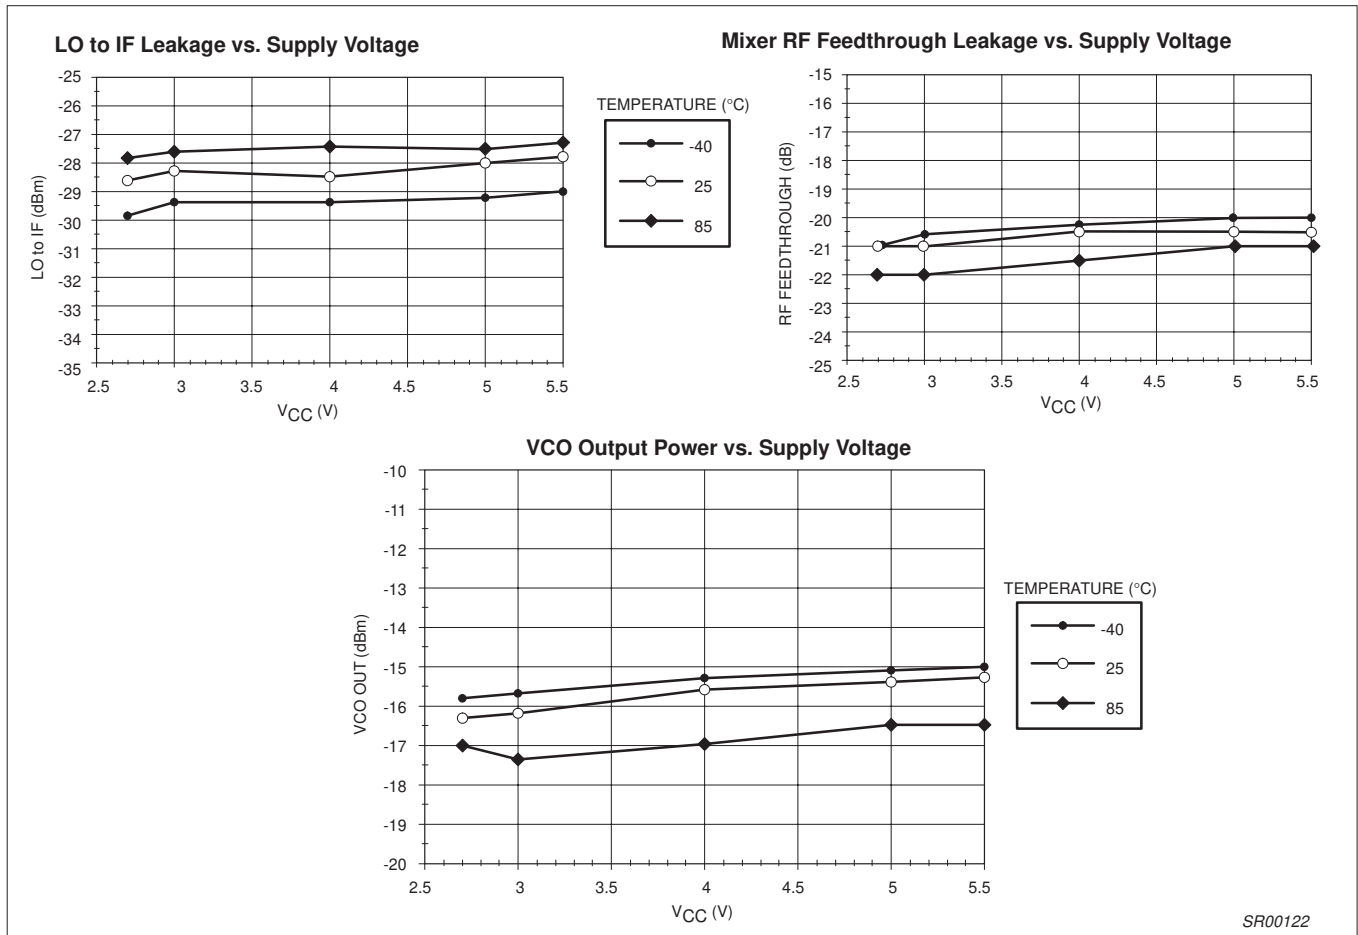 LO to IF Leakage vs. Supply Voltage
-25
-26
-27
-28
-29
-30
-31
-32
-33
-34
-35
LO to IF (dBm)
2.5 3 3.5 4 4.5 5 5.5
VCC (V)
TEMPERATURE (°C)
-40
25
85
Mixer RF Feedthrough Leakage vs. Supply Voltage
-15
-16
-17
-18
-19
-20
-21
-22
-23
-24
-25
RF FEEDTHROUGH (dB)
2.5 3 3.5 4 4.5 5 5.5
VCC (V)
VCO Output Power vs. Supply Voltage
-10
-11
-12
-13
-14
-15
-16
-17
-18
-19
-20
VCO OUT (dBm)
2.5 3 3.5 4 4.5 5 5.5
VCC (V)
TEMPERATURE (°C)
-40
25
85
SR00122